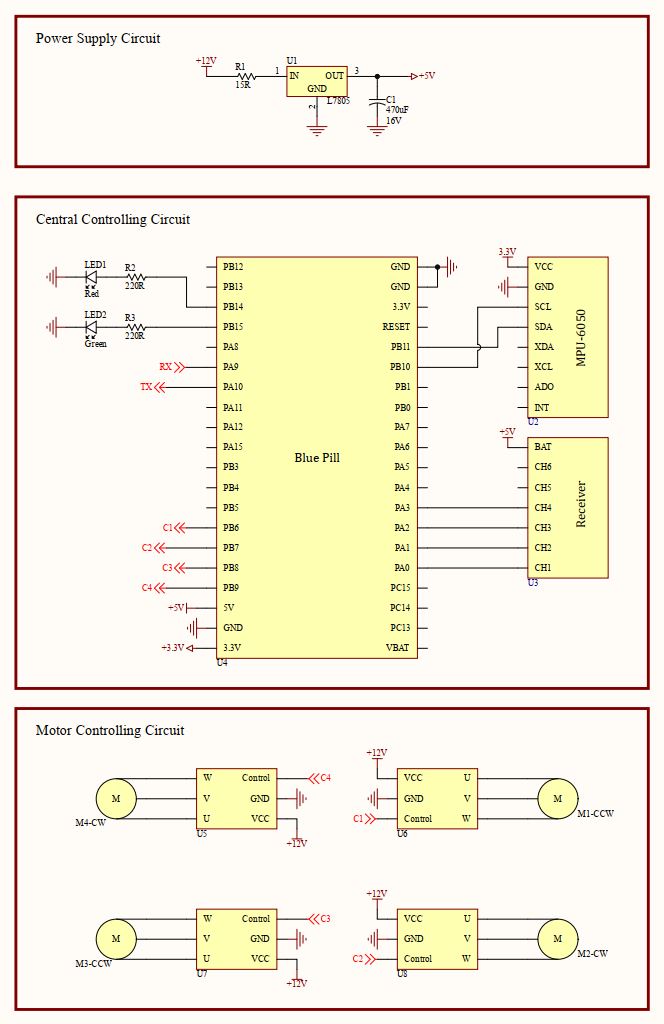 Power Supply Circuit
+12V
R1
15R
1
U1
IN
OUT
GND
L7805
2
3
+5V
C1
470uF
16V
Central Controlling Circuit
LED1
Red
R2
220R
LED2
Green
R3
220R
RX
TX
C1
C2
C3
C4
+5V
+3.3V
PB12
PB13
PB14
PB15
PA8
PA9
PA10
PA11
PA12
PA15
PB3
PB4
PB5
PB6
PB7
PB8
PB9
5V
GND
3.3V
U4
Blue Pill
GND
GND
3.3V
RESET
PB11
PB10
PB1
PB0
PA7
PA6
PA5
PA4
PA3
PA2
PA1
PA0
PC15
PC14
PC13
VBAT
3.3V
VCC
GND
SCL
SDA
XDA
XCL
ADO
INT
MPU-6050
U2
+5V
BAT
CH6
CH5
CH4
CH3
CH2
CH1
Receiver
U3
Motor Controlling Circuit
M
M4-CW
W
V
U
Control
GND
VCC
U5
C4
+12V
+12V
C1
VCC
GND
Control
U
V
W
U6
M
M1-CCW
M
M3-CCW
W
V
U
Control
GND
VCC
U7
C3
+12V
+12V
C2
VCC
GND
Control
U
V
W
U8
M
M2-CW